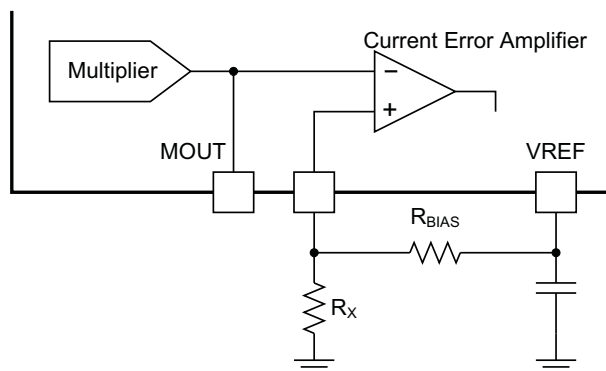 Current Error Amplifier
Multiplier
−
+
MOUT
VREF
RBIAS
RX